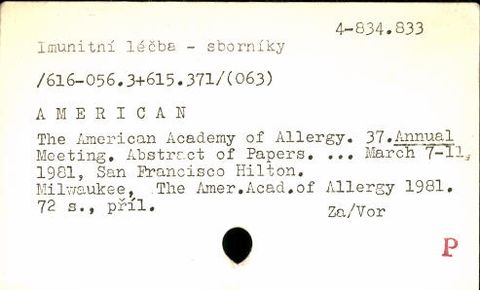 4-834.833
Imunitní léčba - sborníky
/616-056.3+615.371/(063)
A M E R I C A N
The American Academy of Allergy. 37.Annual
Meeting. Abstract of Papers. ... March 7-11,
1981, San Francisco Hilton.
Milwaukee, The Amer.Acad.of Allergy 1981.
72 s., příl.
Za/Vor
P